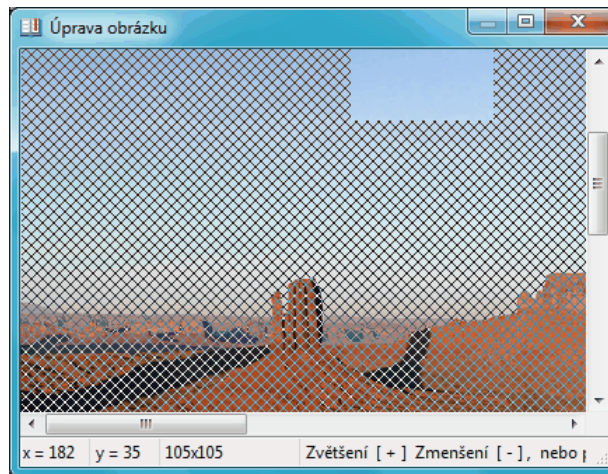 Úprava obrázku
x = 182 y = 35 105x105 Zvětšení [ + ] Zmenšení [ - ] , nebo